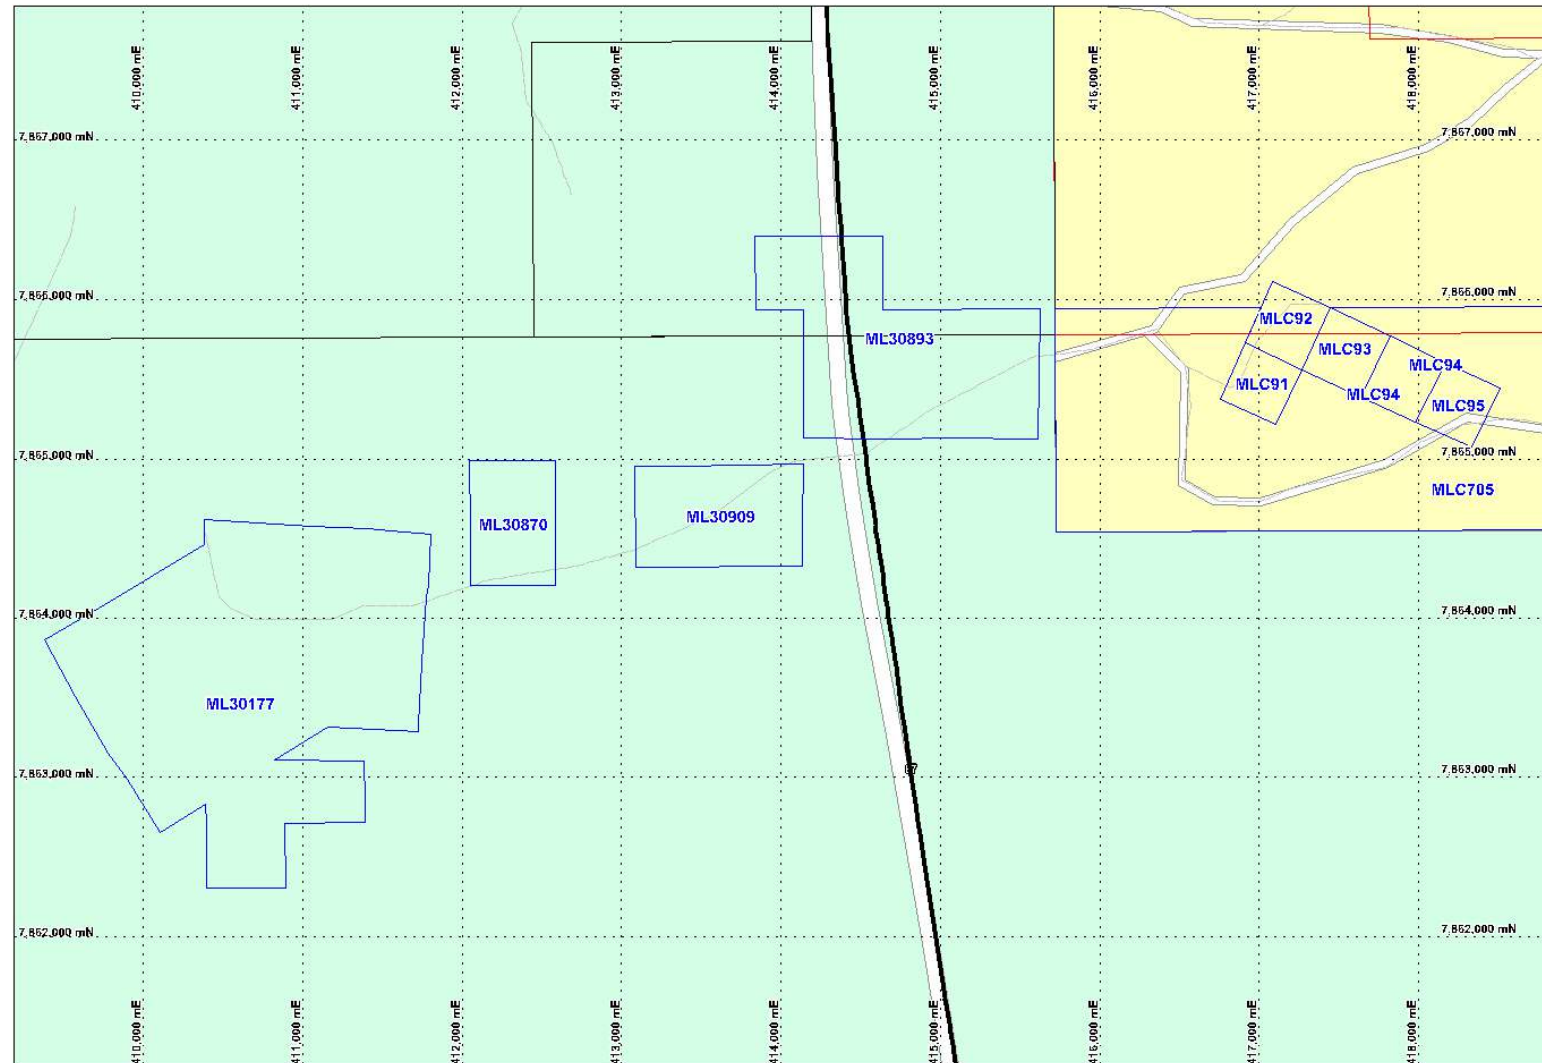 410,000 mE
411,000 mE
412,000 mE
413,000 mE
414,000 mE
415,000 mE
416,000 mE
417,000 mE
418,000 mE
7,867,000 mN
7,867,000 mN
7,866,000 mN
7,866,000 mN
MLC92
ML30893
MLC93
MLC94
MLC91
MLC94
MLC95
7,865,000 mN
7,865,000 mN
MLC705
ML30909
ML30870
7,864,000 mN
7,864,000 mN
ML30177
7,863,000 mN
7,863,000 mN
7,862,000 mN
7,862,000 mN
410,000 mE
411,000 mE
412,000 mE
413,000 mE
414,000 mE
415,000 mE
416,000 mE
417,000 mE
418,000 mE